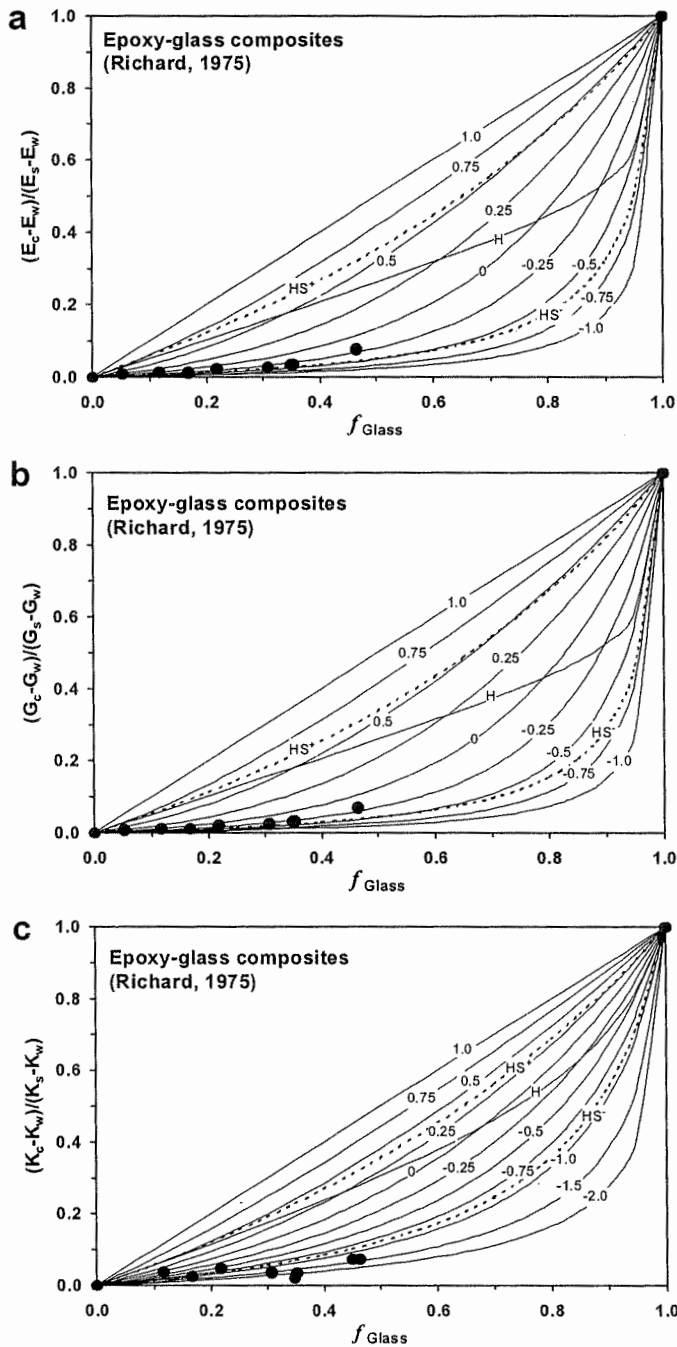 a
Epoxy-glass composites
(Richard, 1975)
(E_c-E_w)/(E_s-E_w)
1.0
0.8
0.6
0.4
0.2
0.0
1.0
0.75
0.5
0.25
H
HS⁺
0
-0.25
-0.5
HS⁻
-0.75
-1.0
0.0 0.2 0.4 0.6 0.8 1.0
f Glass
b
Epoxy-glass composites
(Richard, 1975)
(G_c-G_w)/(G_s-G_w)
1.0
0.8
0.6
0.4
0.2
0.0
1.0
0.75
0.25
H
0.5
HS⁺
0
-0.25
HS⁻
-0.5
-0.75
-1.0
0.0 0.2 0.4 0.6 0.8 1.0
f Glass
c
Epoxy-glass composites
(Richard, 1975)
(K_c-K_w)/(K_s-K_w)
1.0
0.8
0.6
0.4
0.2
0.0
1.0
0.75
0.5
HS⁺
H
0.25
-0.5
HS⁻
0
-0.25
-0.75
-1.0
-1.5
-2.0
0.0 0.2 0.4 0.6 0.8 1.0
f Glass